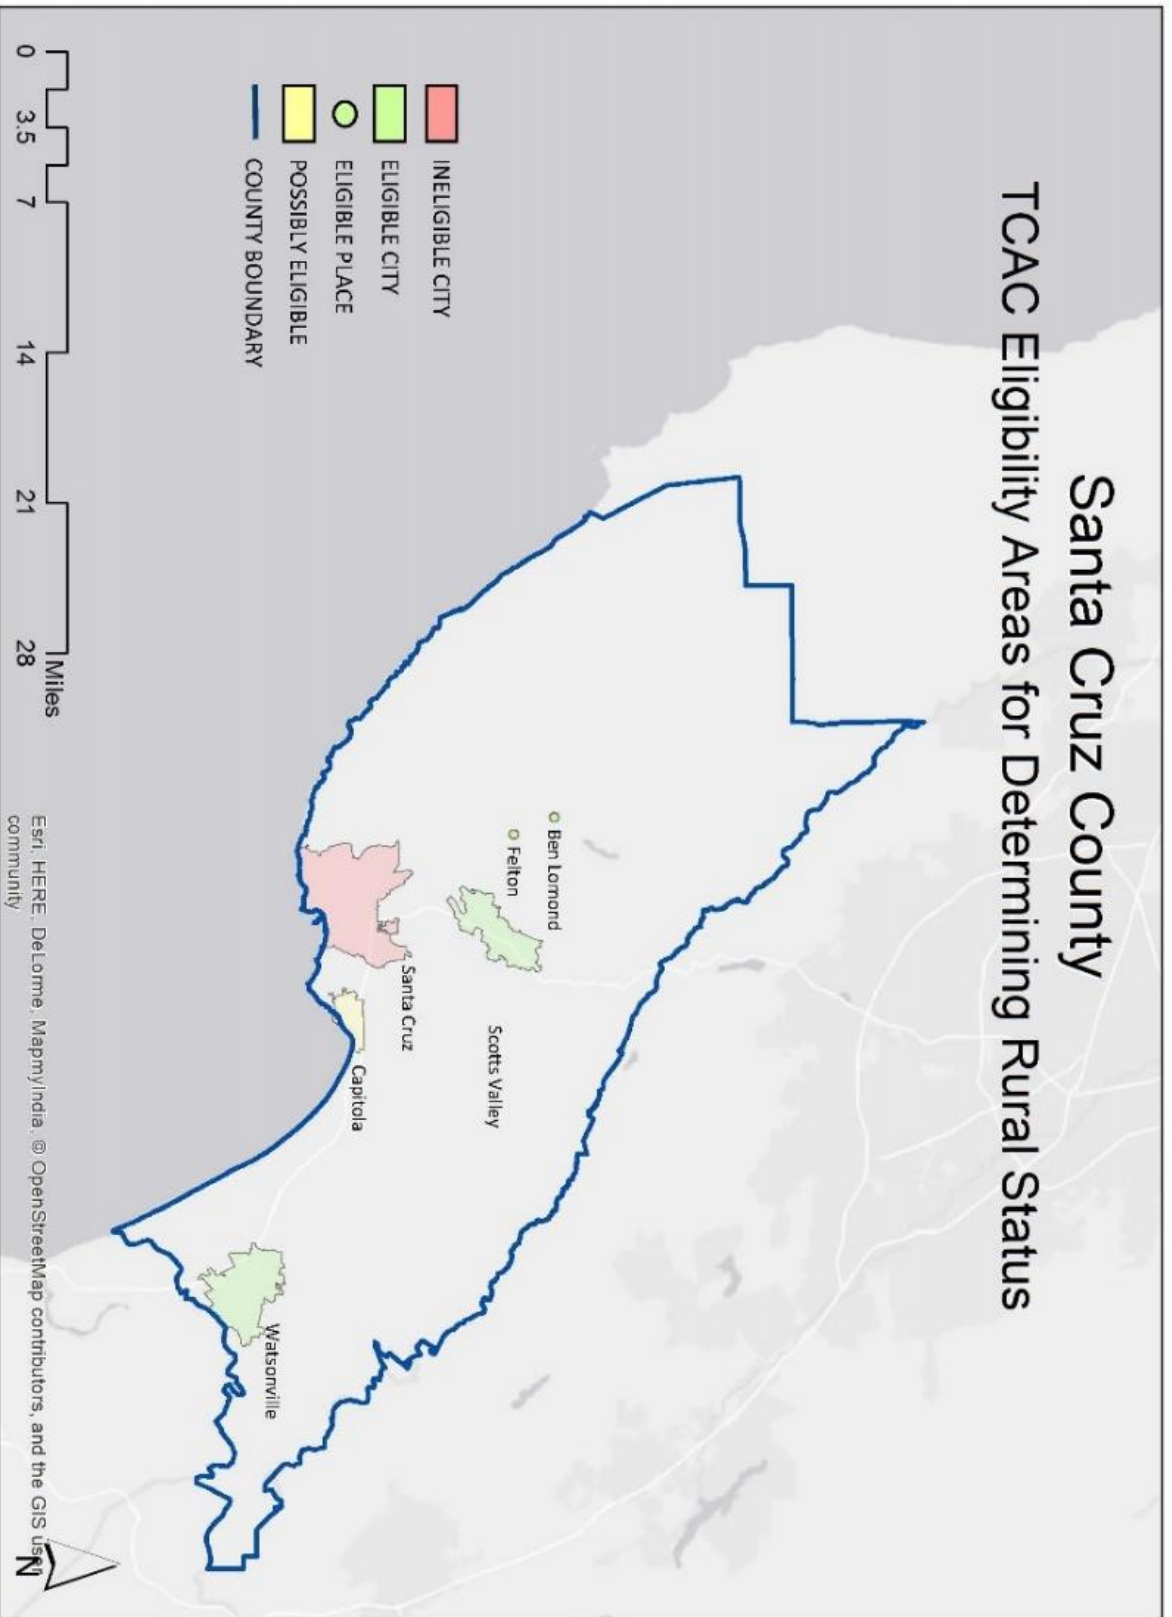 Santa Cruz County
TCAC Eligibility Areas for Determining Rural Status
Ben Lomond
Felton
Scotts Valley
Santa Cruz
Capitola
Watsonville
INELIGIBLE CITY
ELIGIBLE CITY
ELIGIBLE PLACE
POSSIBLY ELIGIBLE
COUNTY BOUNDARY
0 3.5 7 14 21 28 Miles
Esri, HERE, DeLorme, MapmyIndia, © OpenStreetMap contributors, and the GIS user
community
N